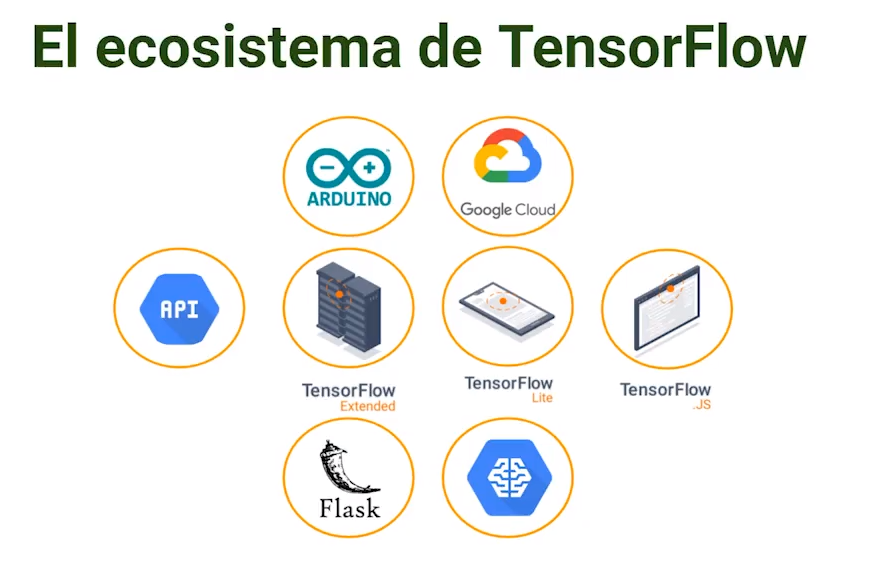 El ecosistema de TensorFlow
ARDUINO
Google Cloud
API
TensorFlow
Extended
TensorFlow
Lite
TensorFlow
.JS
Flask